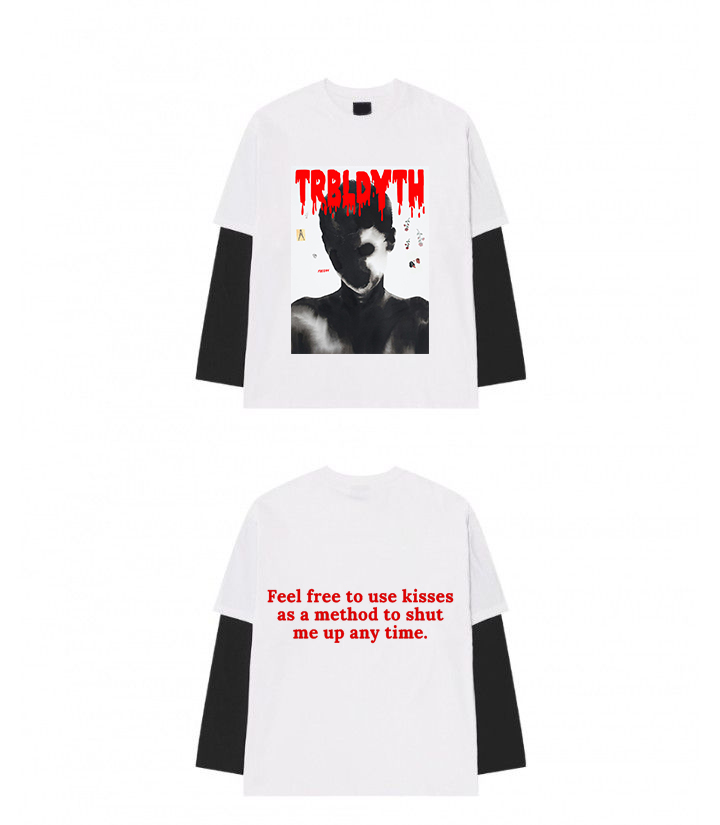 TRBLDYTH
Feel free to use kisses
as a method to shut
me up any time.